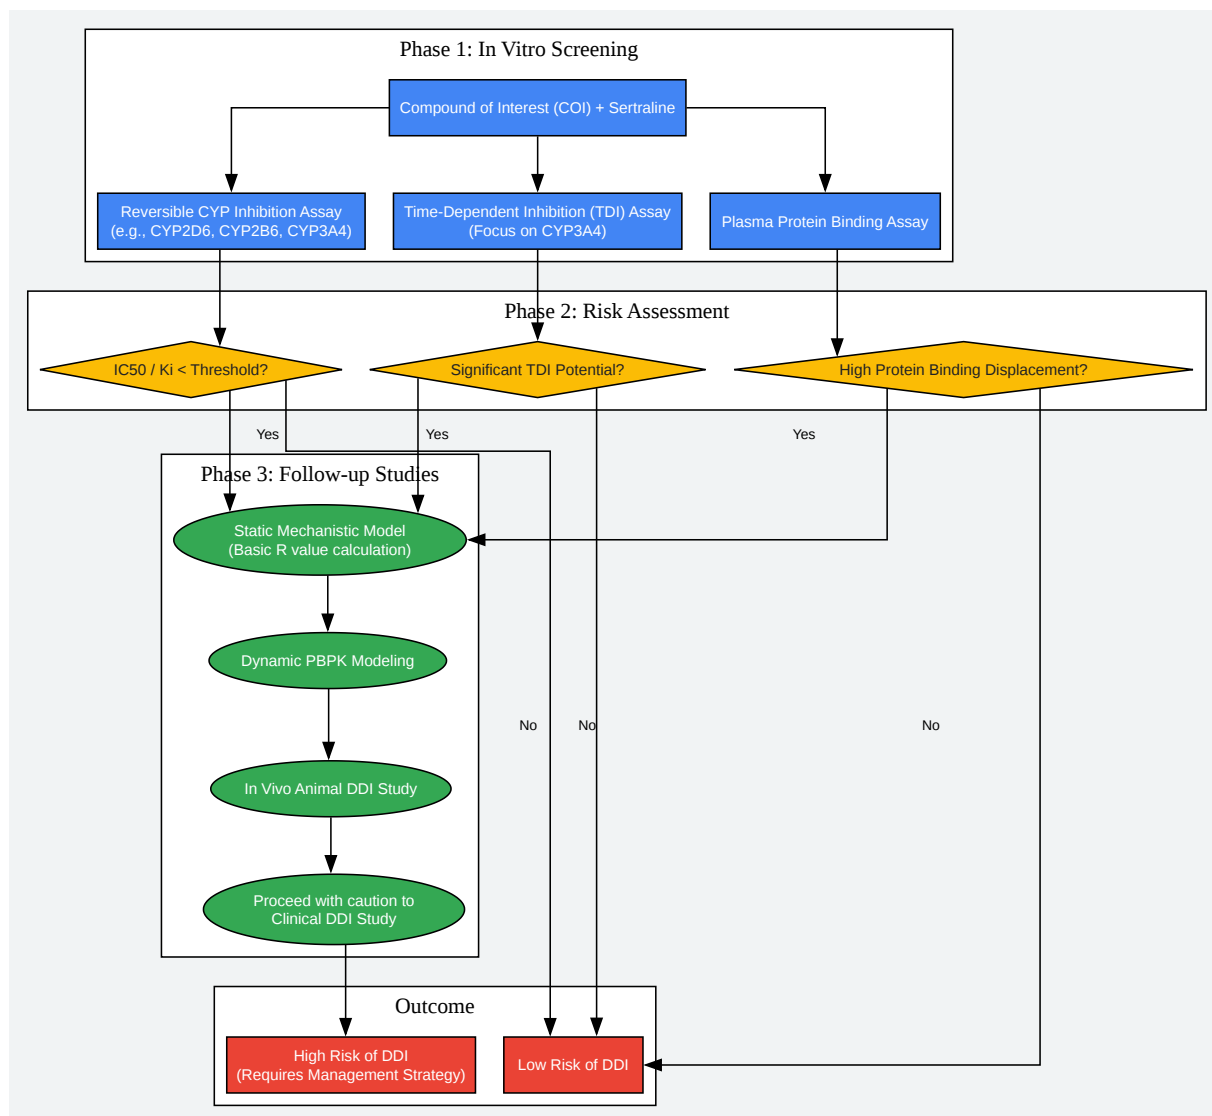 Phase 1: In Vitro Screening
Compound of Interest (COI) + Sertraline
Reversible CYP Inhibition Assay
(e.g., CYP2D6, CYP2B6, CYP3A4)
Time-Dependent Inhibition (TDI) Assay
(Focus on CYP3A4)
Plasma Protein Binding Assay
Phase 2: Risk Assessment
IC50 / Ki < Threshold?
Significant TDI Potential?
High Protein Binding Displacement?
Yes
Yes
Yes
Phase 3: Follow-up Studies
Static Mechanistic Model
(Basic R value calculation)
Dynamic PBPK Modeling
No
No
No
In Vivo Animal DDI Study
Proceed with caution to
Clinical DDI Study
Outcome
High Risk of DDI
(Requires Management Strategy)
Low Risk of DDI